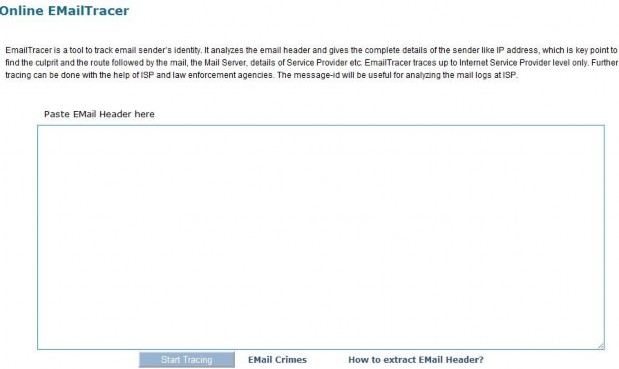 Online EMailTracer
EmailTracer is a tool to track email sender's identity. It analyzes the email header and gives the complete details of the sender like IP address, which is key point to
find the culprit and the route followed by the mail, the Mail Server, details of Service Provider etc. EmailTracer traces up to Internet Service Provider level only. Further
tracing can be done with the help of ISP and law enforcement agencies. The message-id will be useful for analyzing the mail logs at ISP.
Paste EMail Header here
Start Tracing EMail Crimes How to extract EMail Header?